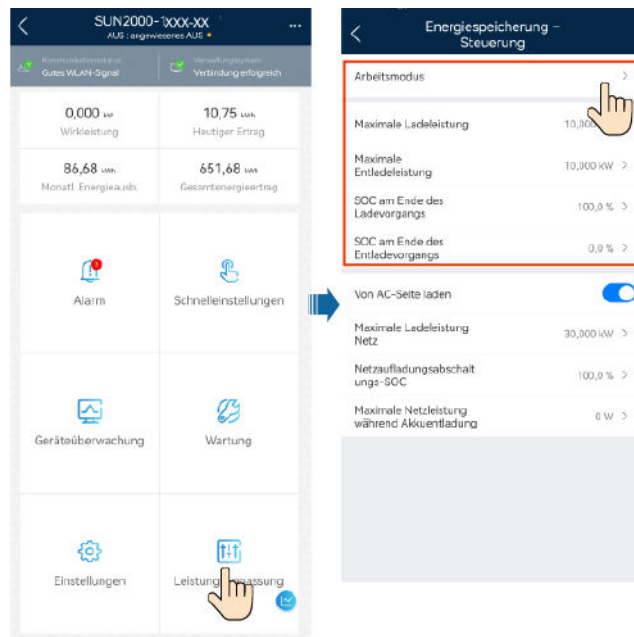 SUN2000-1XXX-XX
AUS : angewiesenes AUS
Kommunikationsstatus
Gutes WLAN-Signal
Verwaltungssystem
Verbindung erfolgreich
0,000 kW
Wirkleistung
10,75 kWh
Heutiger Ertrag
86,68 kWh
Monatl. Energieausb.
651,68 kWh
Gesamtenergieertrag
Alarm
Schnelleinstellungen
Geräteüberwachung
Wartung
Einstellungen
Energiespeicherung –
Steuerung
Arbeitsmodus
Maximale Ladeleistung
Maximale
Entladeleistung
10,000 kW
SOC am Ende des
Ladevorgangs
100,0 %
SOC am Ende des
Entladevorgangs
0,0 %
Von AC-Seite laden
Maximale Ladeleistung
Netz
30,000 kW
Netzaufladungsabschalt
ungs-SOC
100,0 %
Maximale Netzleistung
während Akkuentladung
0 W